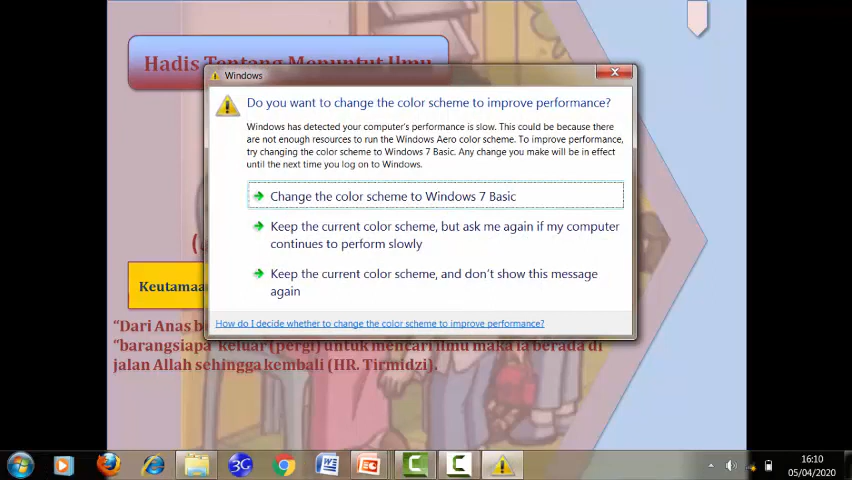 Hadis Tentang Menuntut Ilmu
Windows
Do you want to change the color scheme to improve performance?
Windows has detected your computer's performance is slow. This could be because there
are not enough resources to run the Windows Aero color scheme. To improve performance,
try changing the color scheme to Windows 7 Basic. Any change you make will be in effect
until the next time you log on to Windows.
Change the color scheme to Windows 7 Basic
Keep the current color scheme, but ask me again if my computer
continues to perform slowly
Keep the current color scheme, and don't show this message
again
How do I decide whether to change the color scheme to improve performance?
(
Keutamaa
"Dari Anas b
"barangsiapa keluar (pergi) untuk mencari ilmu maka ia berada di
jalan Allah sehingga kembali (HR. Tirmidzi).
3G
16:10
05/04/2020